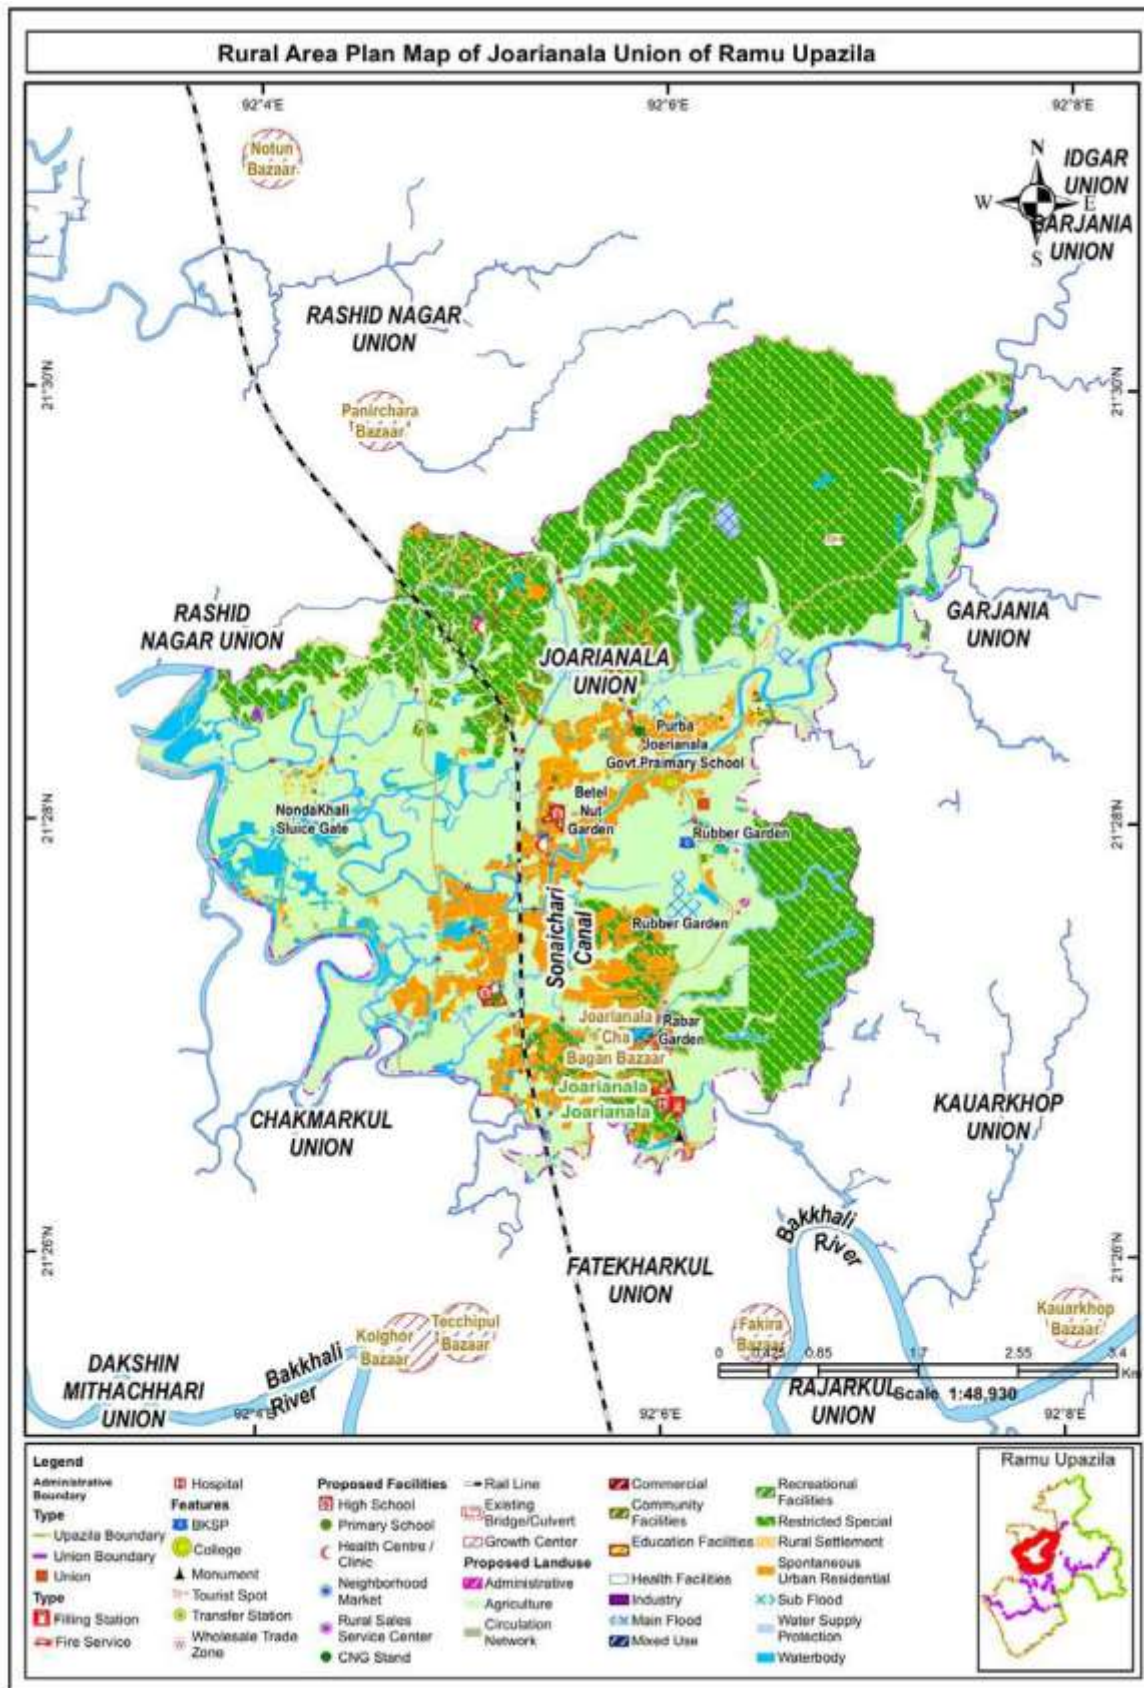 Rural Area Plan Map of Joarianala Union of Ramu Upazila
92°4'E
92°6'E
92°8'E
Notun
Bazaar
N
W
E
S
IDGAR
UNION
GARJANIA
UNION
RASHID NAGAR
UNION
21°30'N
21°30'N
Panirchara
Bazaar
RASHID
NAGAR UNION
GARJANIA
UNION
JOARIANALA
UNION
Purba
Joarianala
Govt.Praimary School
Betel
Nut
Garden
NondaKhali
Sluice Gate
21°28'N
21°28'N
Rubber Garden
Rubber Garden
Sonaichari
Canal
Joarianala
Cha
Bagan Bazaar
Rabar
Garden
Joarianala
Joarianala
CHAKMARKUL
UNION
KAUARKHOP
UNION
21°26'N
21°26'N
Bakkhali
River
FATEKHARKUL
UNION
Kolghor
Bazaar
Tecchipul
Bazaar
Fakira
Bazaar
Kauarkhop
Bazaar
DAKSHIN
MITHACHHARI
UNION
Bakkhali
River
0 0.425 0.85 1.7 2.55 3.4
Km
RAJARKUL
UNION
Scale 1:48,930
92°4'E
92°6'E
92°8'E
Legend
Administrative
Boundary
Type
Upazila Boundary
Union Boundary
Union
Type
Filling Station
Fire Service
Hospital
Features
BKSP
College
Monument
Tourist Spot
Transfer Station
Wholesale Trade
Zone
Proposed Facilities
High School
Primary School
Health Centre /
Clinic
Neighborhood
Market
Rural Sales
Service Center
CNG Stand
Rail Line
Existing
Bridge/Culvert
Growth Center
Proposed Landuse
Administrative
Agriculture
Circulation
Network
Commercial
Community
Facilities
Education Facilities
Health Facilities
Industry
Main Flood
Mixed Use
Recreational
Facilities
Restricted Special
Rural Settlement
Spontaneous
Urban Residential
Sub Flood
Water Supply
Protection
Waterbody
Ramu Upazila